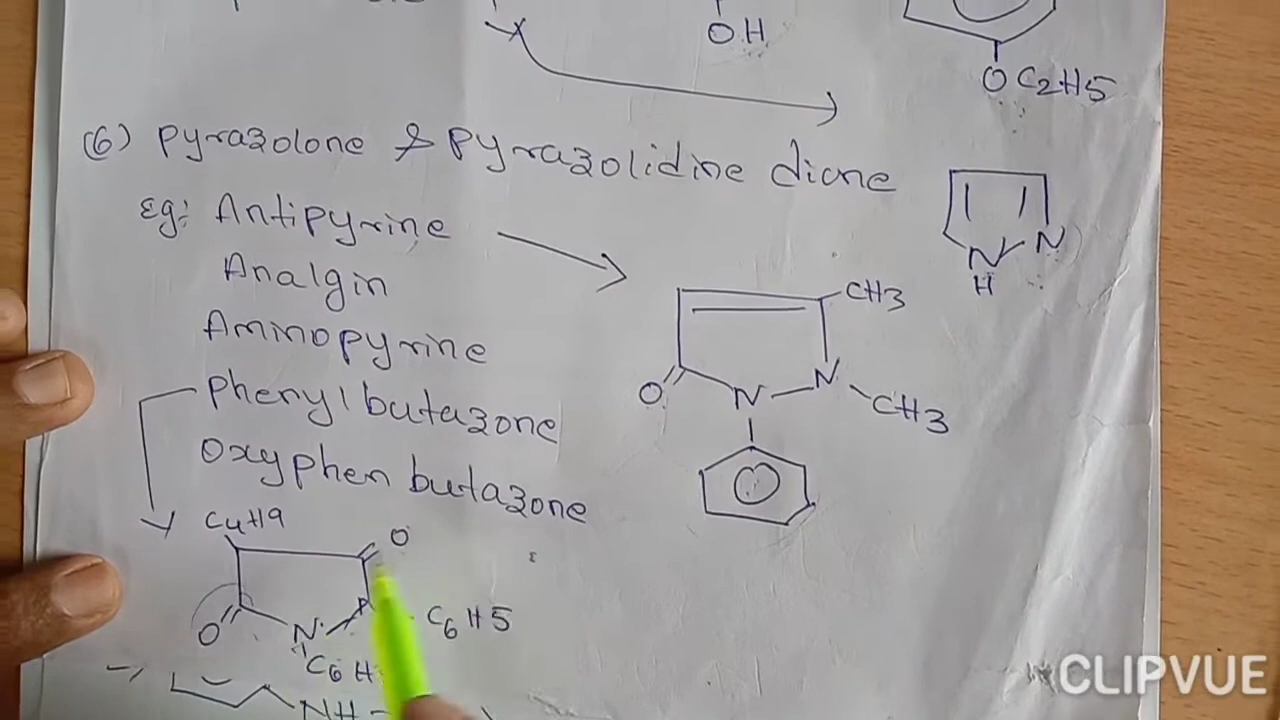 OH
OC2H5
(6) Pyrazolone & Pyrazolidine dione
Eg: Antipyrine
Analgin
Aminopyrine
Phenylbutazone
Oxyphen butazone
N
N
H
CH3
O
N
N
CH3
C4H9
O
O
N
C6H5
C6H
NH
CLIPVUE